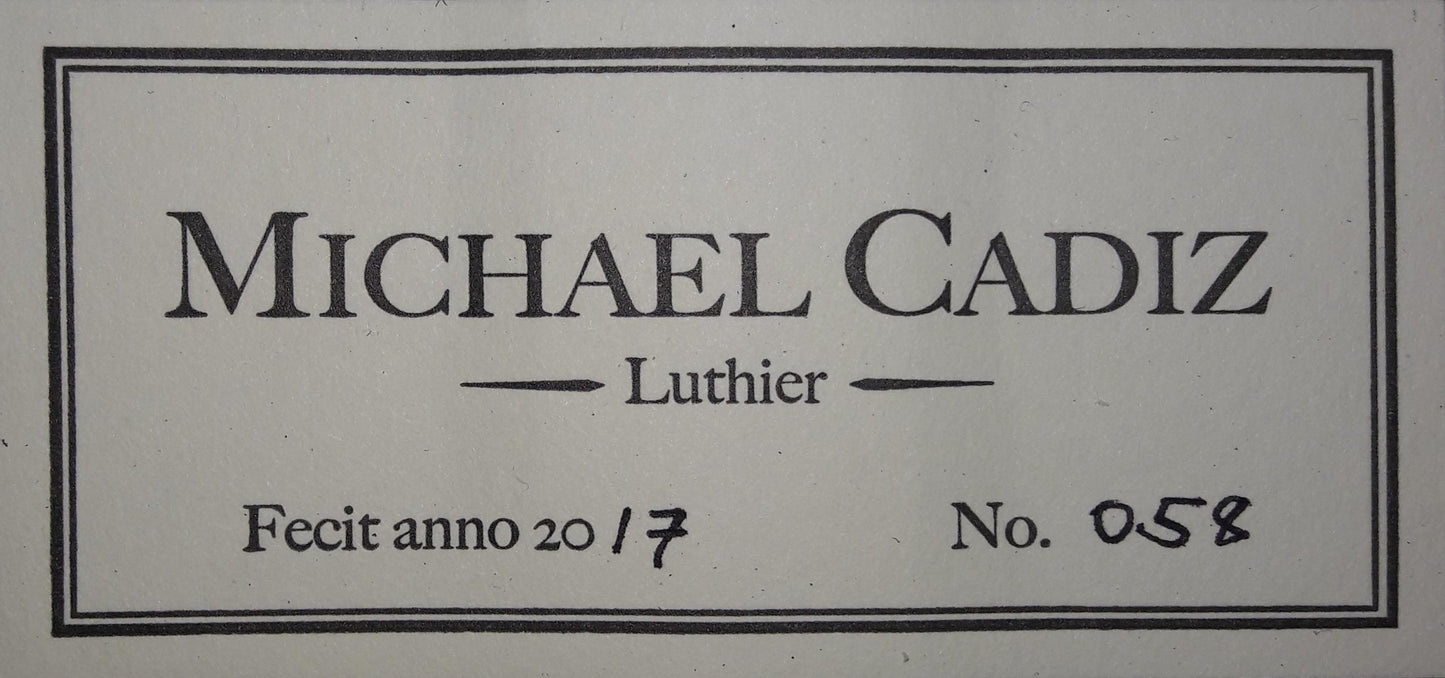 MICHAEL CADIZ
Luthier
Fecit anno 2017 No. 058